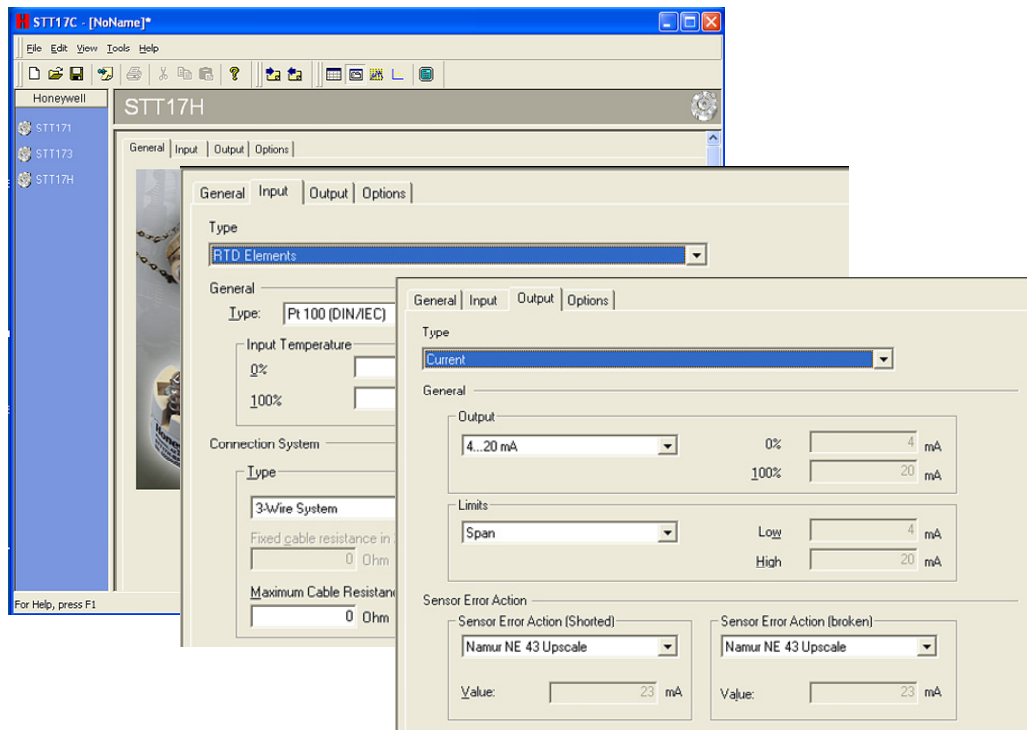 STT17C - [NoName]*
File Edit View Tools Help
Honeywell
STT17H
STT171
STT173
STT17H
General Input Output Options
For Help, press F1
General Input Output Options
Type
RTD Elements
General
Type: Pt 100 (DIN/IEC)
Input Temperature
0%
100%
Connection System
Type
3-Wire System
Fixed cable resistance in
0 Ohm
Maximum Cable Resistanc
0 Ohm
General Input Output Options
Type
Current
General
Output
4...20 mA 0% 4 mA
100% 20 mA
Limits
Span Low 4 mA
High 20 mA
Sensor Error Action
Sensor Error Action (Shorted) Sensor Error Action (broken)
Namur NE 43 Upscale Namur NE 43 Upscale
Value: 23 mA Value: 23 mA